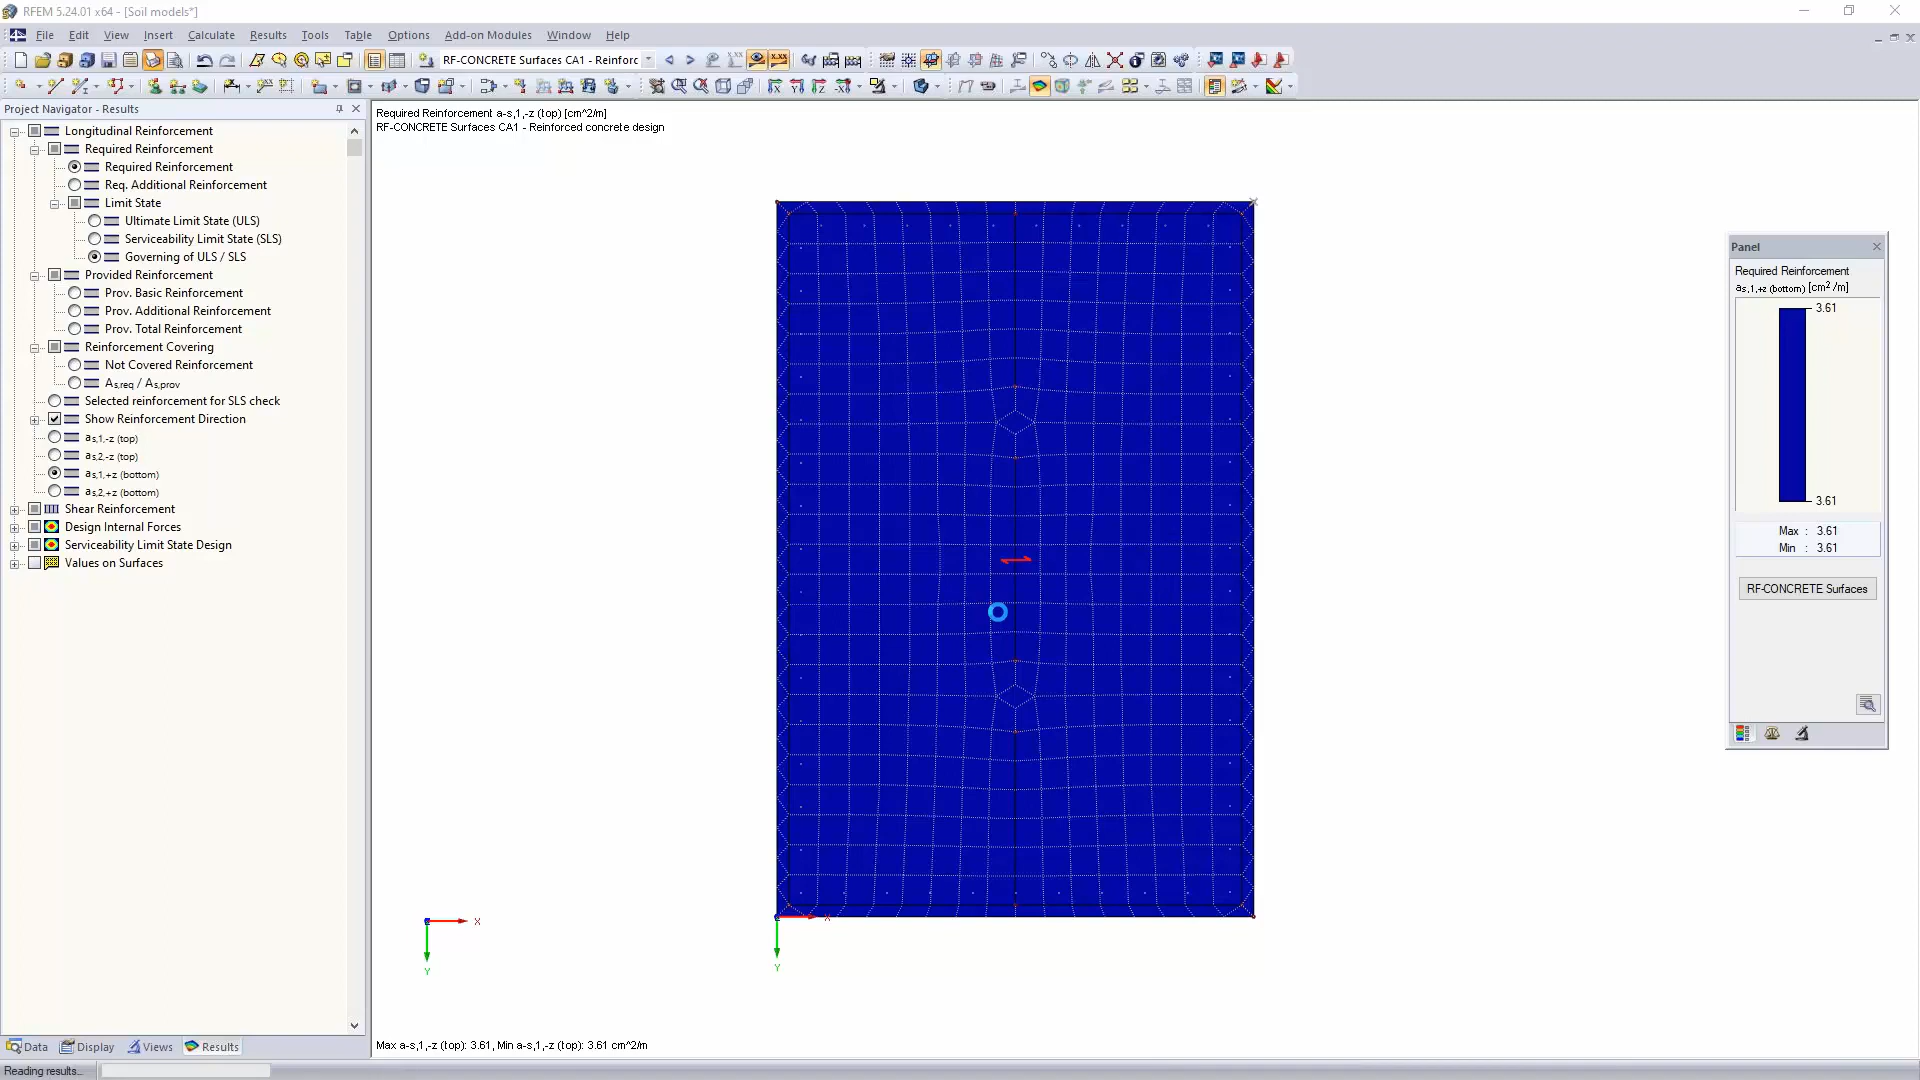 RFEM 5.24.01 x64 - [Soil models*]
File Edit View Insert Calculate Results Tools Table Options Add-on Modules Window Help
RF-CONCRETE Surfaces CA1 - Reinforc
Project Navigator - Results
Longitudinal Reinforcement
Required Reinforcement
Required Reinforcement
Req. Additional Reinforcement
Limit State
Ultimate Limit State (ULS)
Serviceability Limit State (SLS)
Governing of ULS / SLS
Provided Reinforcement
Prov. Basic Reinforcement
Prov. Additional Reinforcement
Prov. Total Reinforcement
Reinforcement Covering
Not Covered Reinforcement
As,req / As,prov
Selected reinforcement for SLS check
Show Reinforcement Direction
as,1,-z (top)
as,2,-z (top)
as,1,+z (bottom)
as,2,+z (bottom)
Shear Reinforcement
Design Internal Forces
Serviceability Limit State Design
Values on Surfaces
Data Display Views Results
Reading results...
Required Reinforcement a-s,1,-z (top) [cm^2/m]
RF-CONCRETE Surfaces CA1 - Reinforced concrete design
X
Y
X
Y
Max a-s,1,-z (top): 3.61, Min a-s,1,-z (top): 3.61 cm^2/m
Panel
Required Reinforcement
as,1,+z (bottom) [cm2 /m]
3.61
3.61
Max : 3.61
Min : 3.61
RF-CONCRETE Surfaces